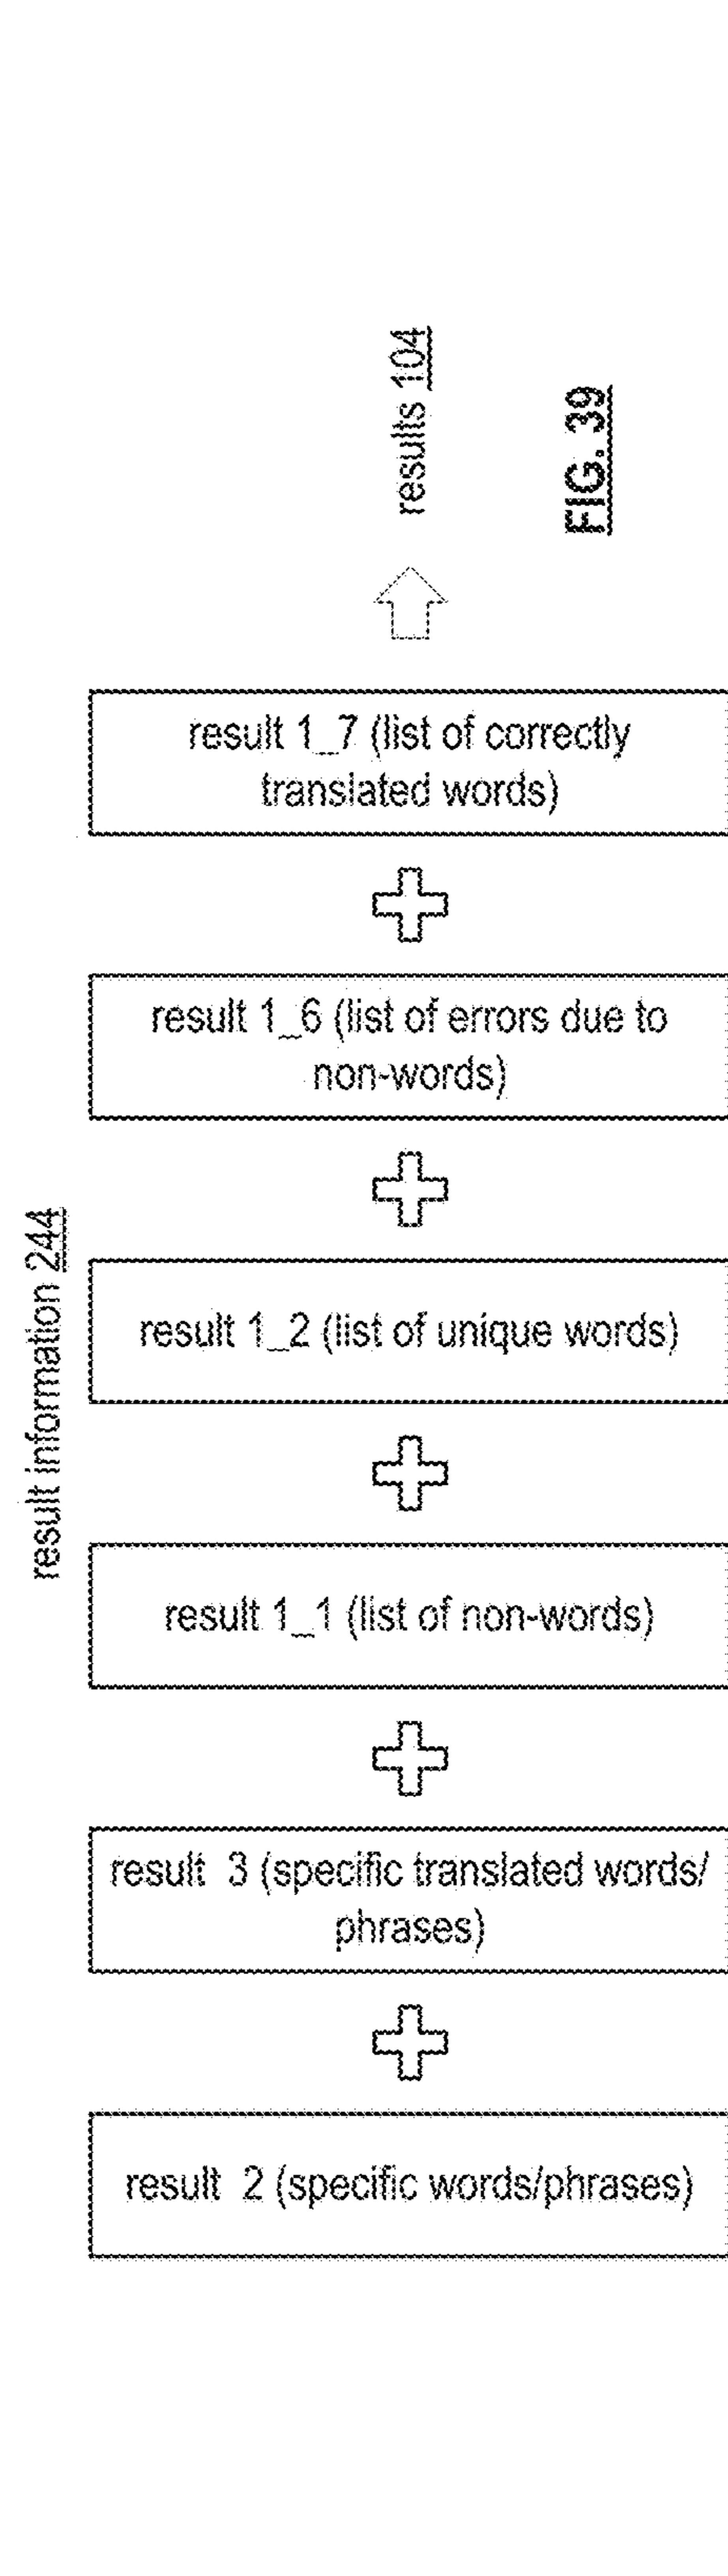 results 104
FIG. 39
result 1_7 (list of correctly
translated words)
result 1_6 (list of errors due to
non-words)
result information 244
result 1_2 (list of unique words)
result 1_1 (list of non-words)
result 3 (specific translated words/
phrases)
result 2 (specific words/phrases)